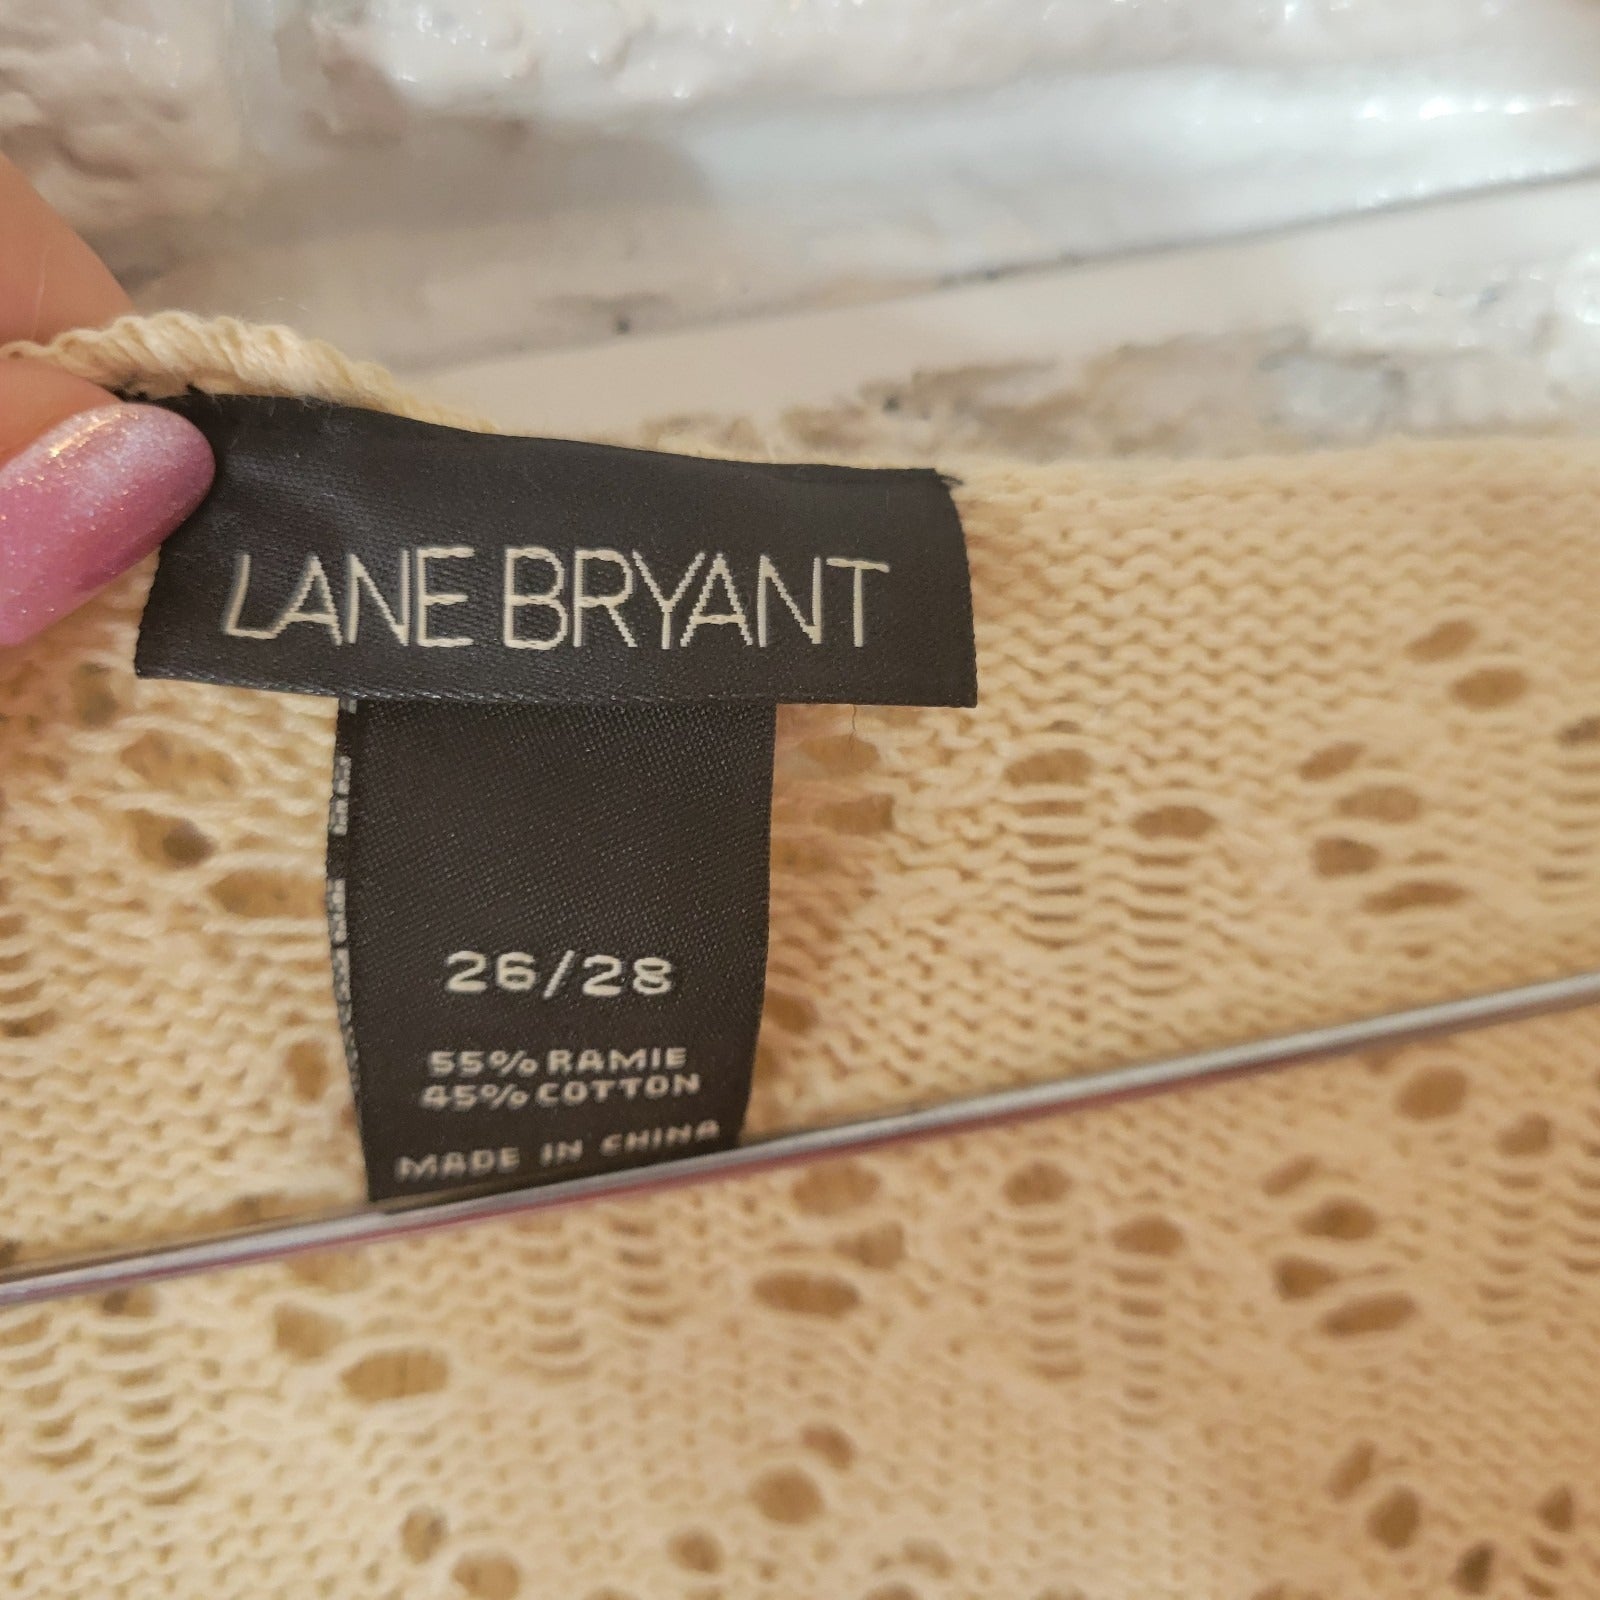 LANE BRYANT
26/28
55% RAMIE
45% COTTON
MADE IN CHINA